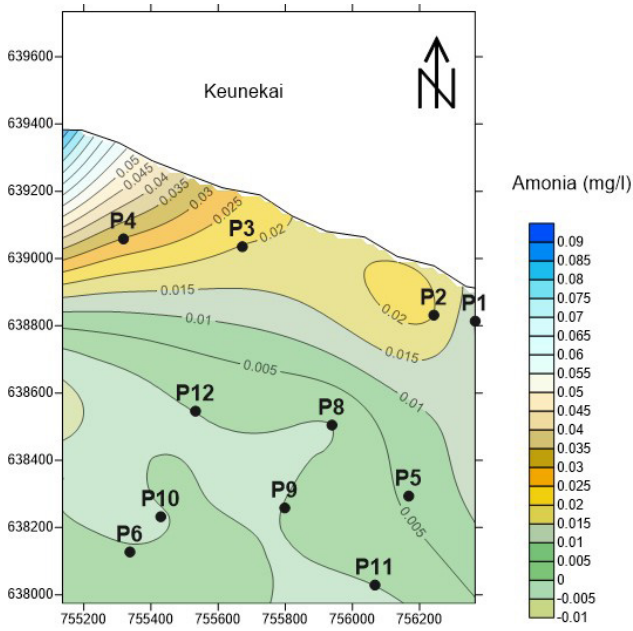 639600
639400
639200
639000
638800
638600
638400
638200
638000
755200 755400 755600 755800 756000 756200
Keunekai
N
0.05
0.045
0.04
0.035
0.03
0.025
0.02
0.02
0.015
0.015
0.01
0.01
0.005
0.005
P4
P3
P2
P1
P12
P8
P5
P10
P9
P6
P11
Amonia (mg/l)
0.09
0.085
0.08
0.075
0.07
0.065
0.06
0.055
0.05
0.045
0.04
0.035
0.03
0.025
0.02
0.015
0.01
0.005
0
-0.005
-0.01